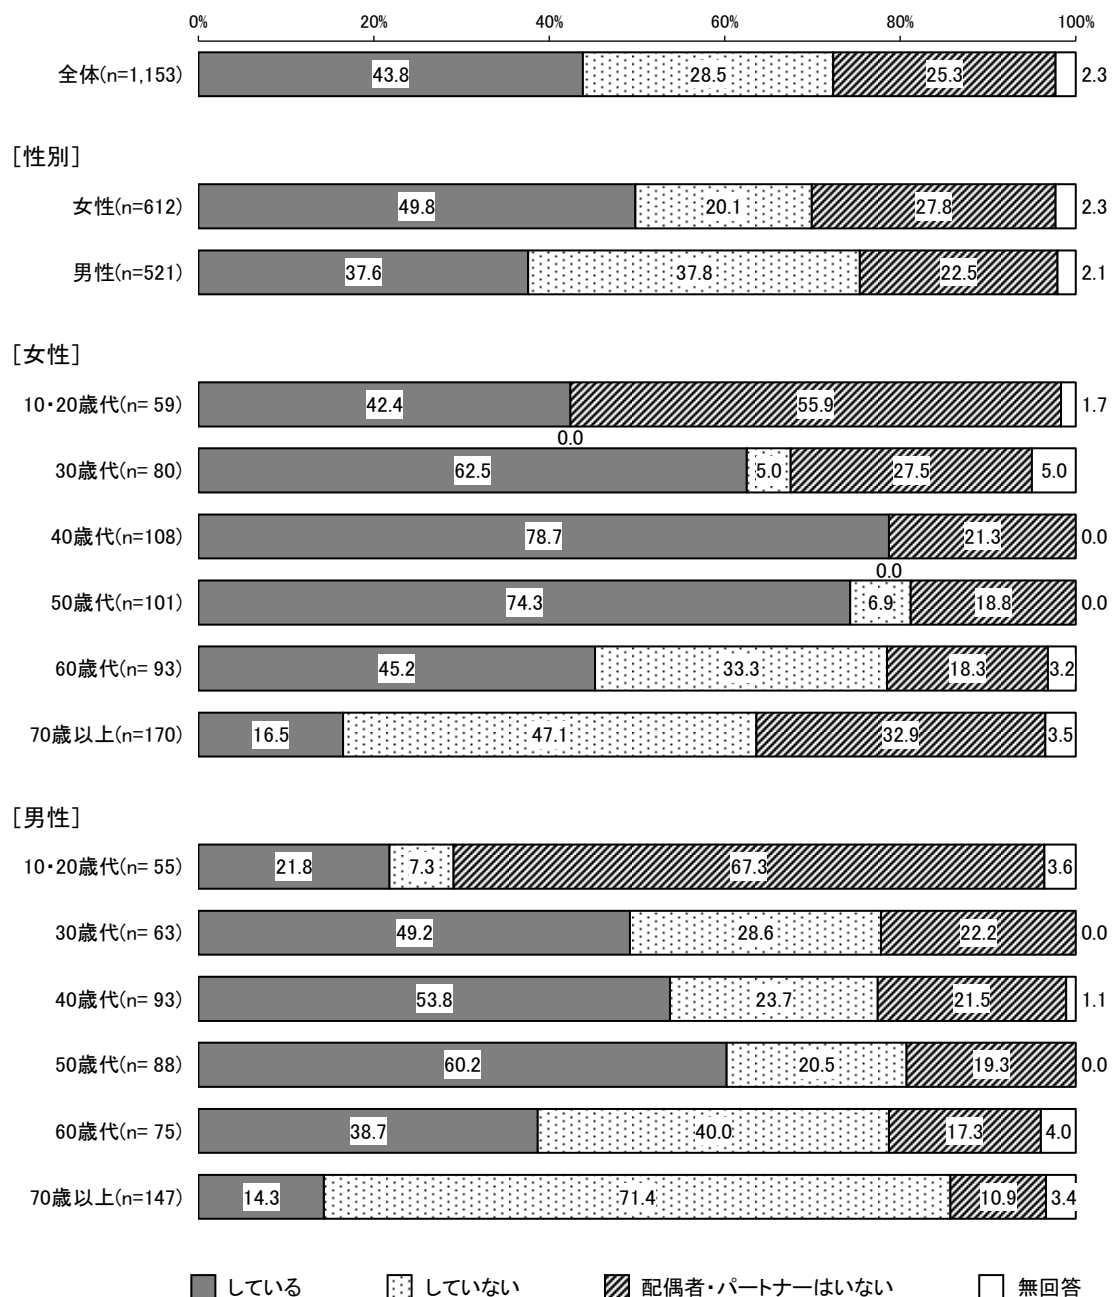 0% 20% 40% 60% 80% 100%
全体(n=1,153) 43.8 28.5 25.3 2.3
［性別］
女性(n=612) 49.8 20.1 27.8 2.3
男性(n=521) 37.6 37.8 22.5 2.1
［女性］
10・20歳代(n= 59) 42.4 55.9 1.7
0.0
30歳代(n= 80) 62.5 5.0 27.5 5.0
40歳代(n=108) 78.7 21.3 0.0
0.0
50歳代(n=101) 74.3 6.9 18.8 0.0
60歳代(n= 93) 45.2 33.3 18.3 3.2
70歳以上(n=170) 16.5 47.1 32.9 3.5
［男性］
10・20歳代(n= 55) 21.8 7.3 67.3 3.6
30歳代(n= 63) 49.2 28.6 22.2 0.0
40歳代(n= 93) 53.8 23.7 21.5 1.1
50歳代(n= 88) 60.2 20.5 19.3 0.0
60歳代(n= 75) 38.7 40.0 17.3 4.0
70歳以上(n=147) 14.3 71.4 10.9 3.4
している していない 配偶者・パートナーはいない 無回答